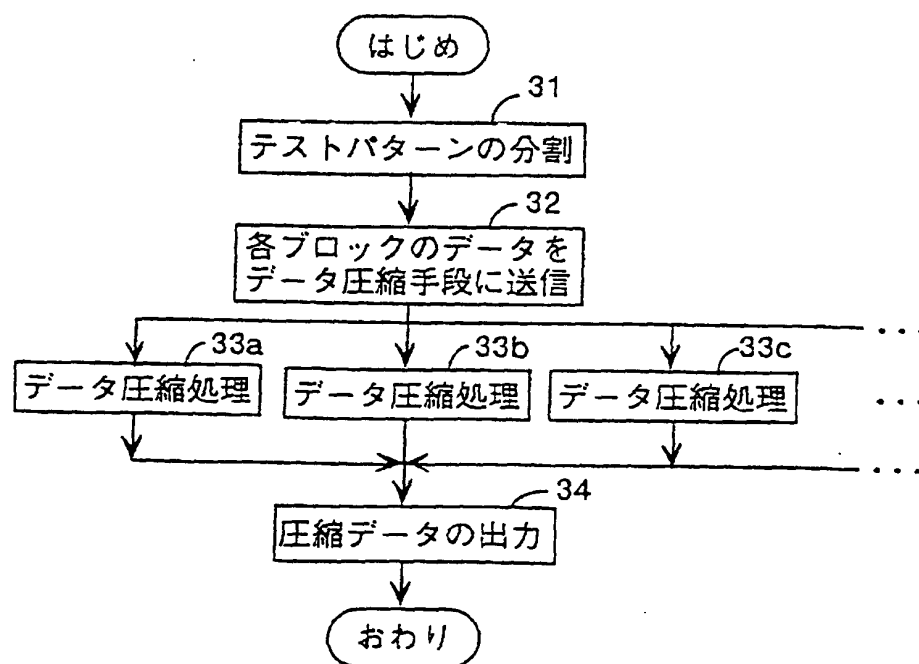 はじめ
31
テストパターンの分割
32
各ブロックのデータを
データ圧縮手段に送信
33a
33b
33c
データ圧縮処理
データ圧縮処理
データ圧縮処理
34
圧縮データの出力
おわり